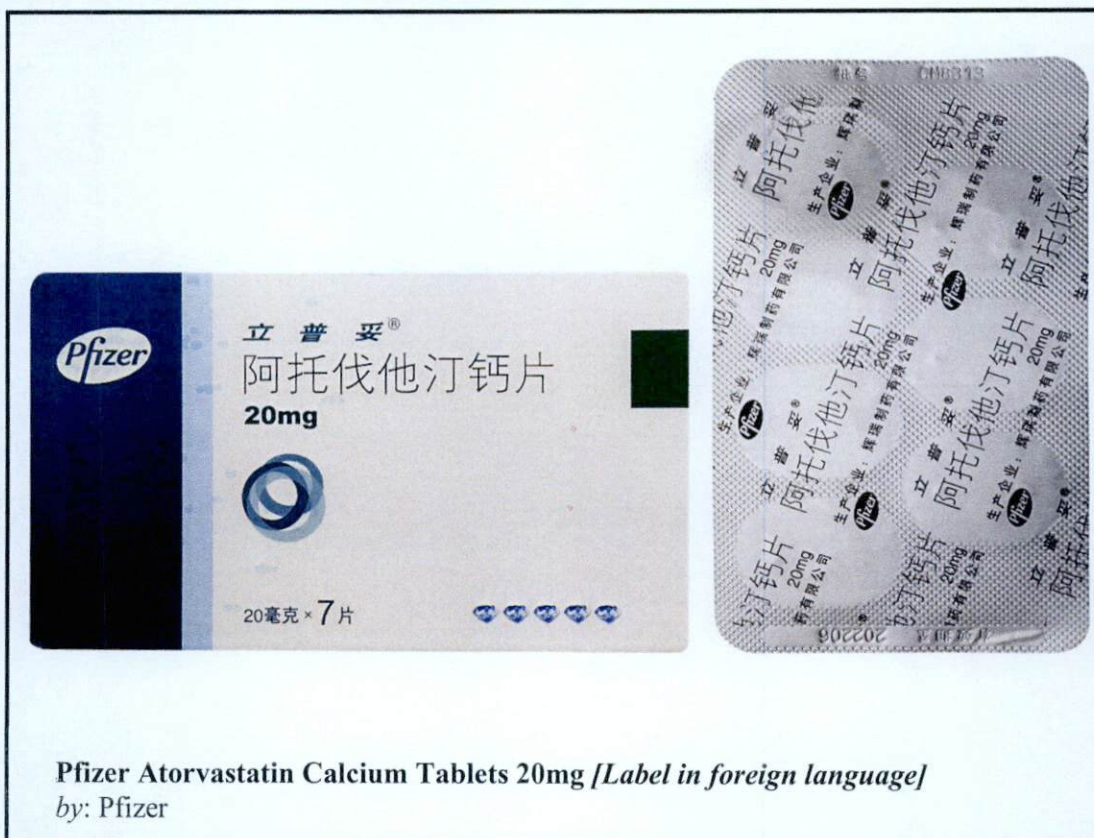 Pfizer
立普妥®
阿托伐他汀钙片
20mg
20毫克×7片
批号 CM8313
立普妥®
阿托伐他汀钙片
20mg
生产企业：辉瑞制药有限公司
Pfizer
202206
Pfizer Atorvastatin Calcium Tablets 20mg [Label in foreign language]
by: Pfizer